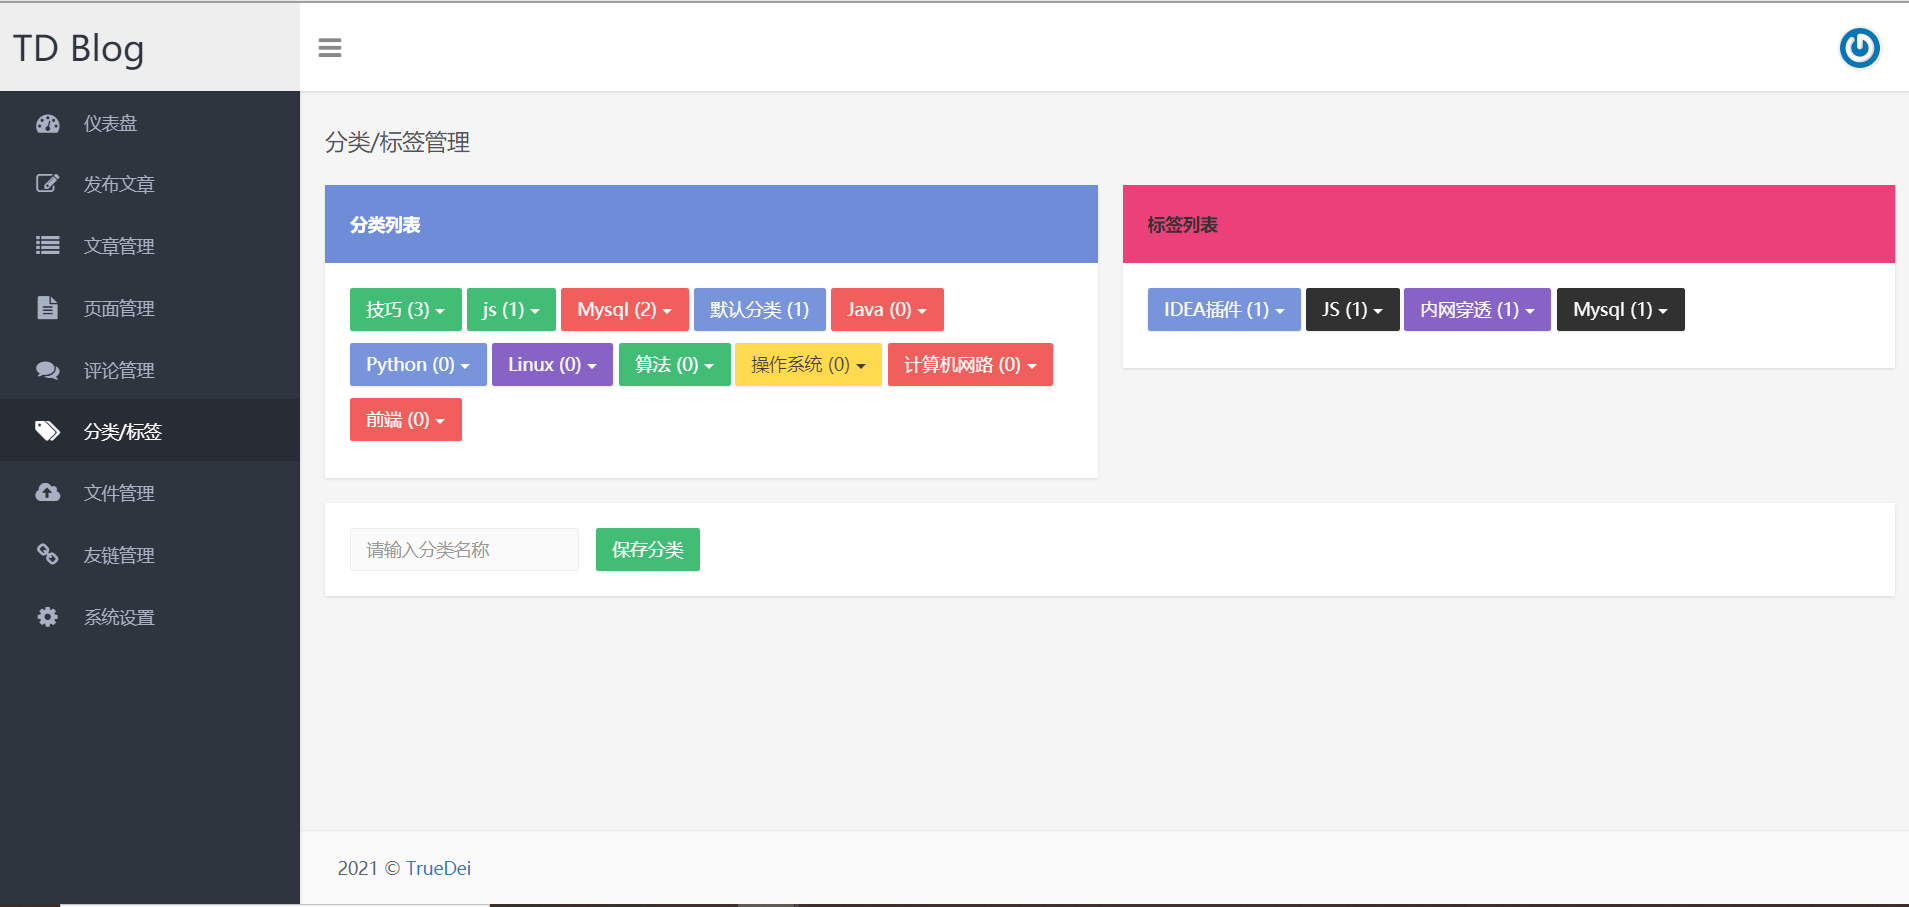 TD Blog
仪表盘
发布文章
文章管理
页面管理
评论管理
分类/标签
文件管理
友链管理
系统设置
分类/标签管理
分类列表
技巧 (3) js (1) Mysql (2) 默认分类 (1) Java (0)
Python (0) Linux (0) 算法 (0) 操作系统 (0) 计算机网路 (0)
前端 (0)
标签列表
IDEA插件 (1) JS (1) 内网穿透 (1) Mysql (1)
请输入分类名称 保存分类
2021 © TrueDei